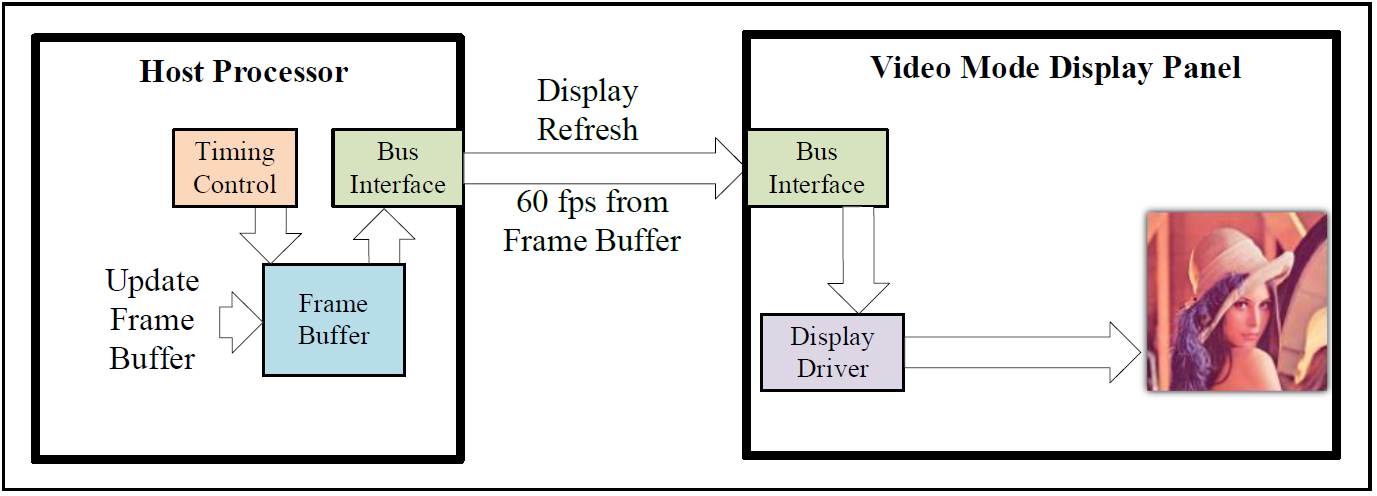 Host Processor
Timing
Control
Bus
Interface
Update
Frame
Buffer
Frame
Buffer
Display
Refresh
60 fps from
Frame Buffer
Video Mode Display Panel
Bus
Interface
Display
Driver